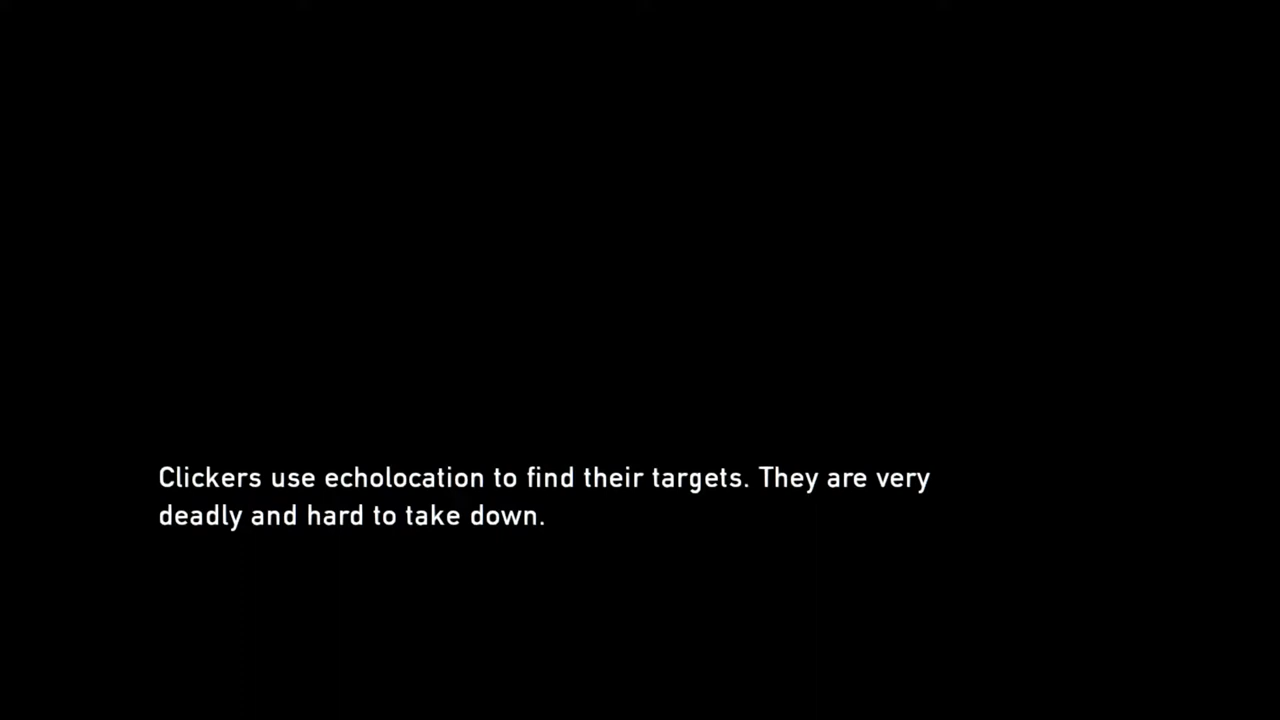 Clickers use echolocation to find their targets. They are very
deadly and hard to take down.